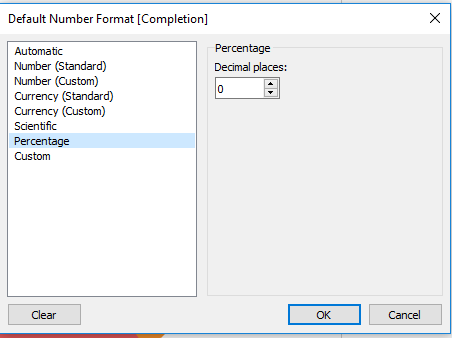 Default Number Format [Completion]
Automatic
Number (Standard)
Number (Custom)
Currency (Standard)
Currency (Custom)
Scientific
Percentage
Custom
Percentage
Decimal places:
0
Clear
OK
Cancel